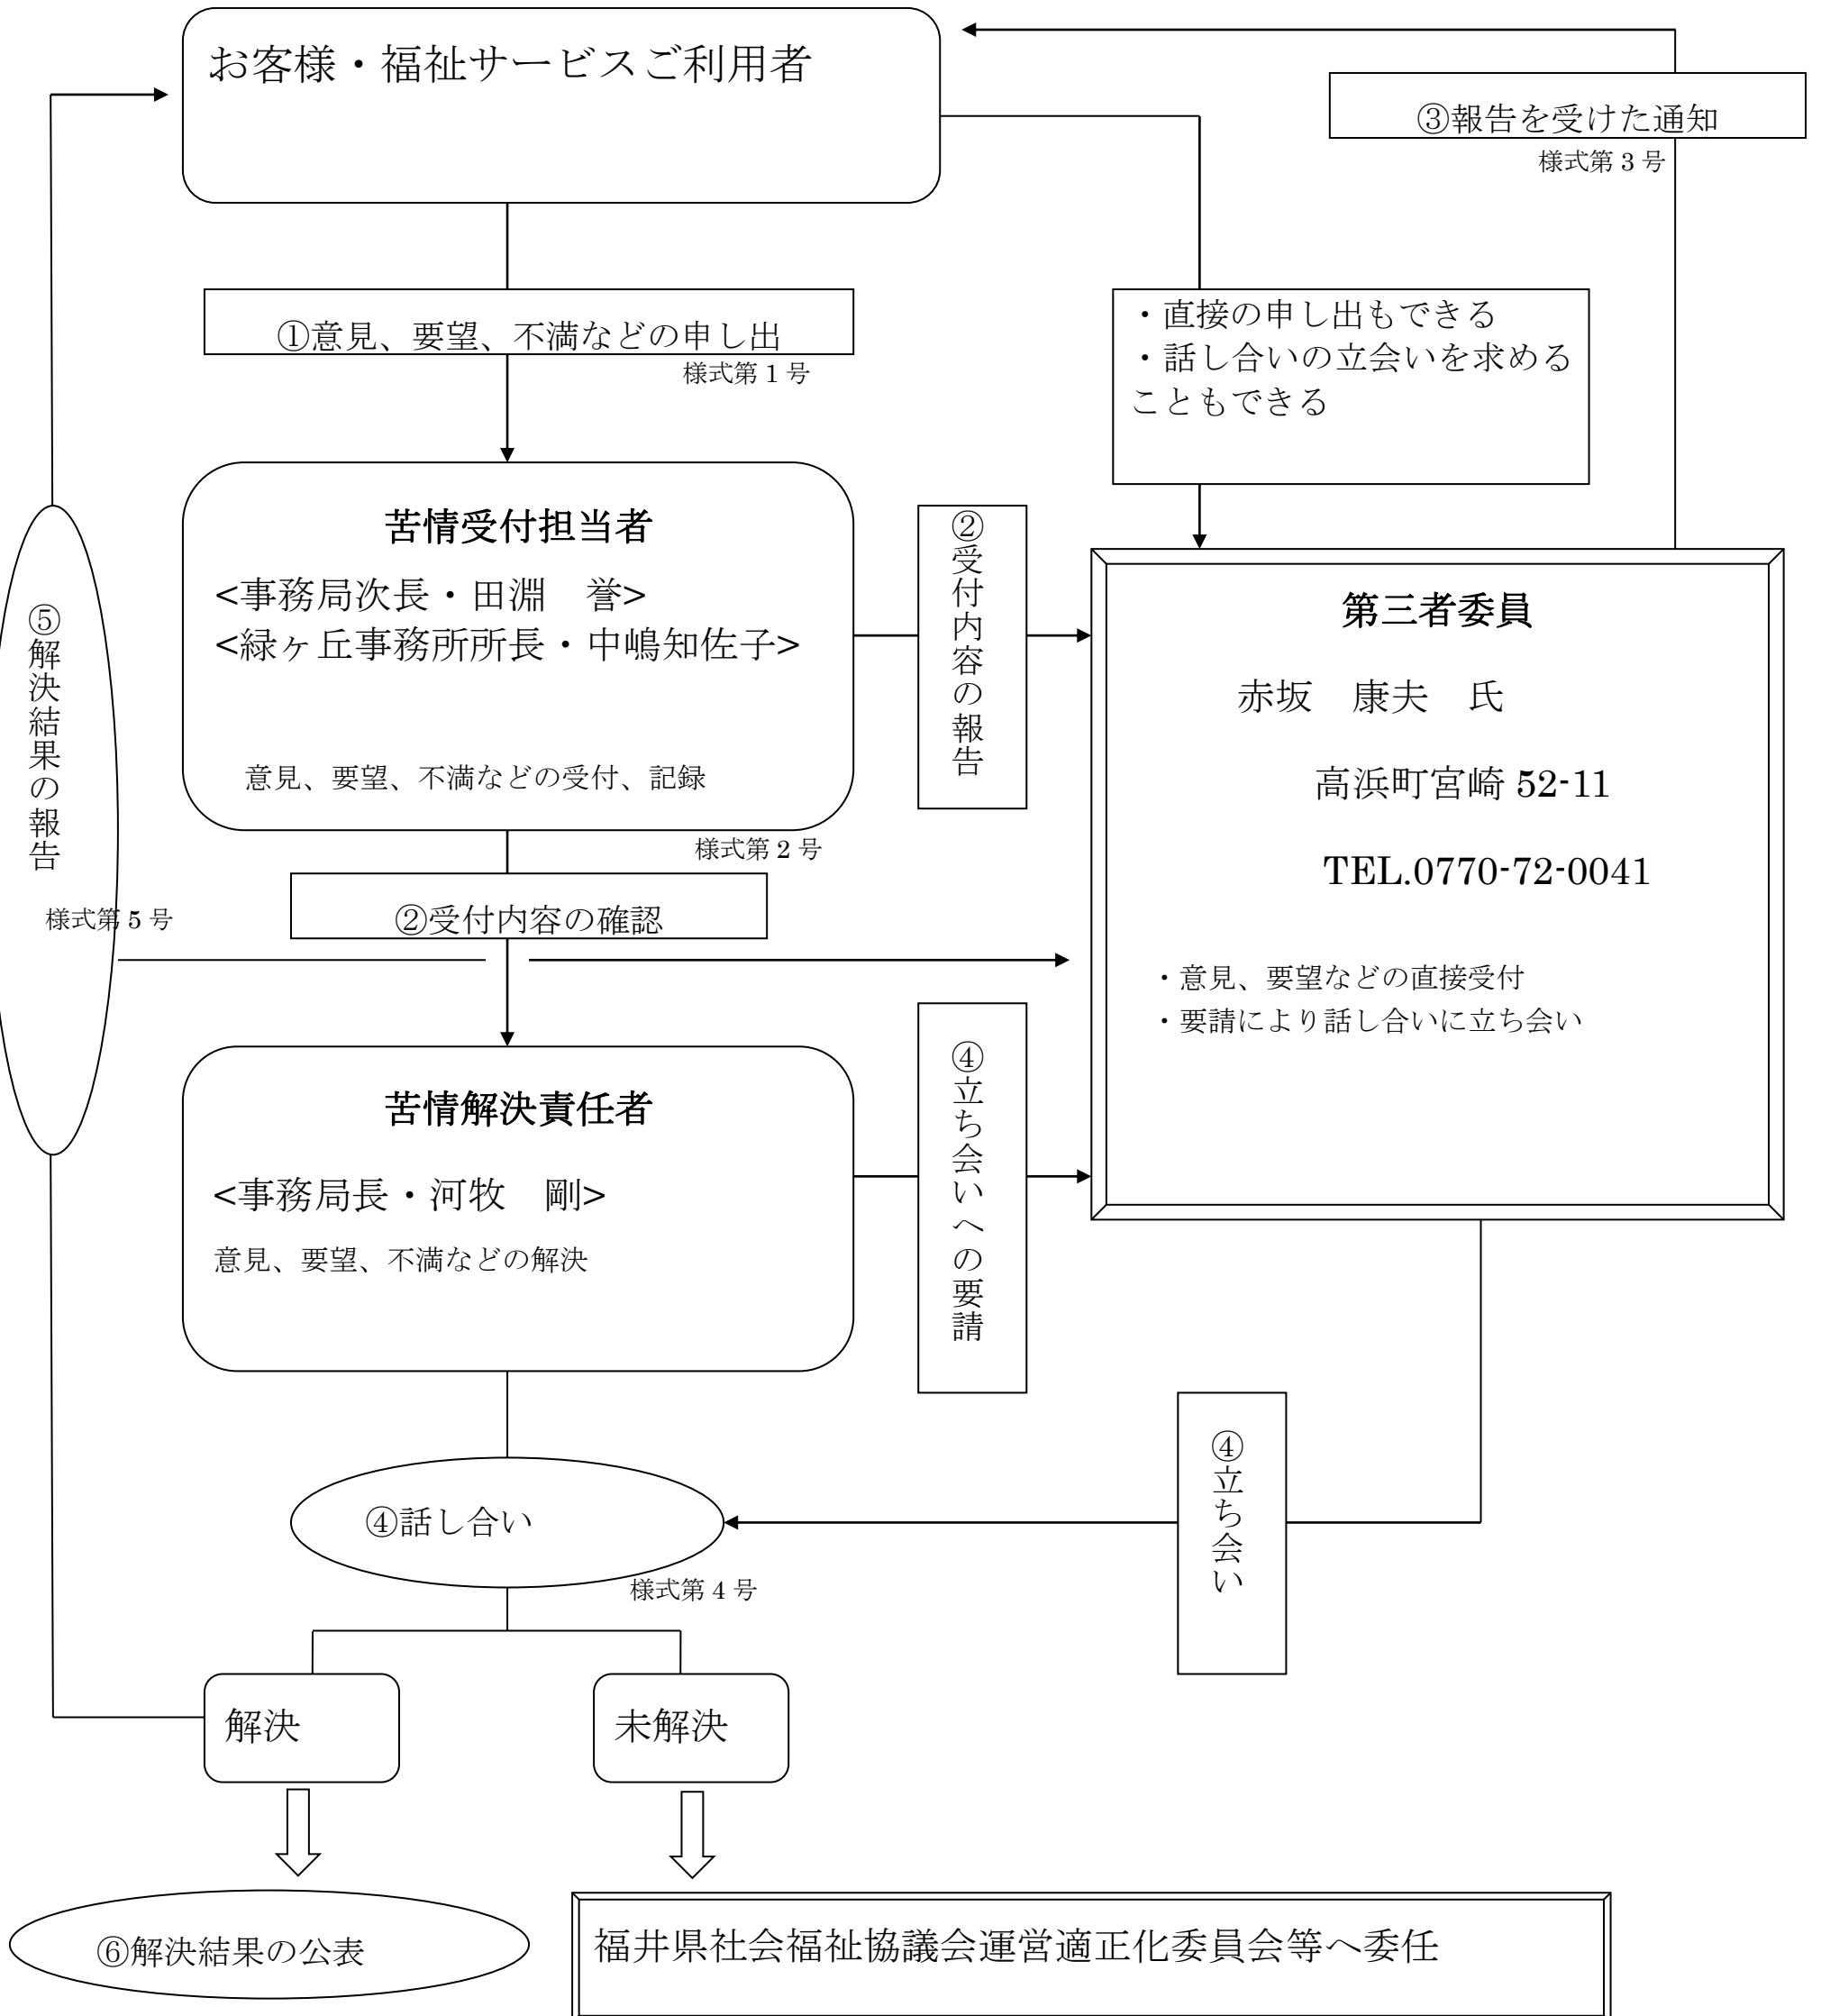 お客様・福祉サービスご利用者
③報告を受けた通知
様式第 3 号
①意見、要望、不満などの申し出
様式第 1 号
・直接の申し出もできる
・話し合いの立会いを求める
こともできる
苦情受付担当者
<事務局次長・田淵　誉>
<緑ヶ丘事務所所長・中嶋知佐子>
意見、要望、不満などの受付、記録
様式第 2 号
②受付内容の報告
第三者委員
赤坂　康夫　氏
高浜町宮崎 52-11
TEL.0770-72-0041
・意見、要望などの直接受付
・要請により話し合いに立ち会い
⑤解決結果の報告
様式第 5 号
②受付内容の確認
苦情解決責任者
<事務局長・河牧　剛>
意見、要望、不満などの解決
④立ち会いへの要請
④話し合い
様式第 4 号
④立ち会い
解決
未解決
⑥解決結果の公表
福井県社会福祉協議会運営適正化委員会等へ委任